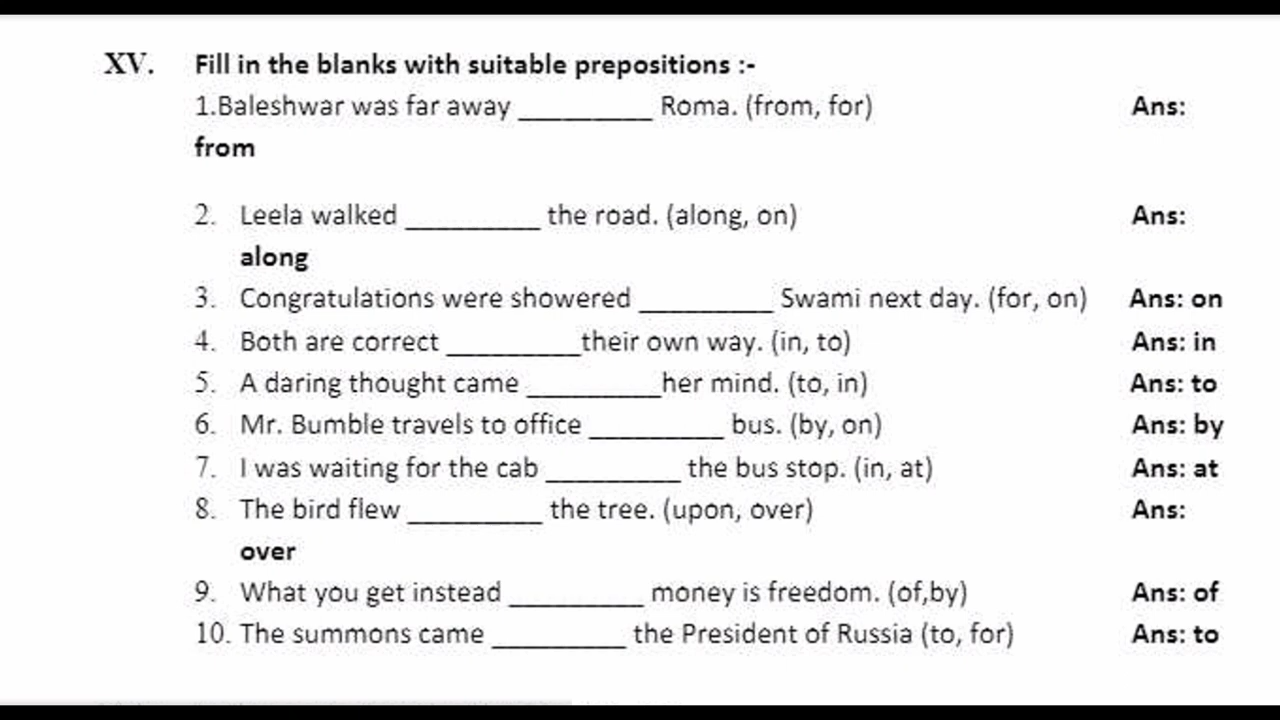 XV. Fill in the blanks with suitable prepositions :-
1.Baleshwar was far away _________ Roma. (from, for) Ans:
from
2. Leela walked _________ the road. (along, on) Ans:
along
3. Congratulations were showered _________ Swami next day. (for, on) Ans: on
4. Both are correct _________their own way. (in, to) Ans: in
5. A daring thought came _________her mind. (to, in) Ans: to
6. Mr. Bumble travels to office _________ bus. (by, on) Ans: by
7. I was waiting for the cab _________ the bus stop. (in, at) Ans: at
8. The bird flew _________ the tree. (upon, over) Ans:
over
9. What you get instead _________ money is freedom. (of,by) Ans: of
10. The summons came _________ the President of Russia (to, for) Ans: to